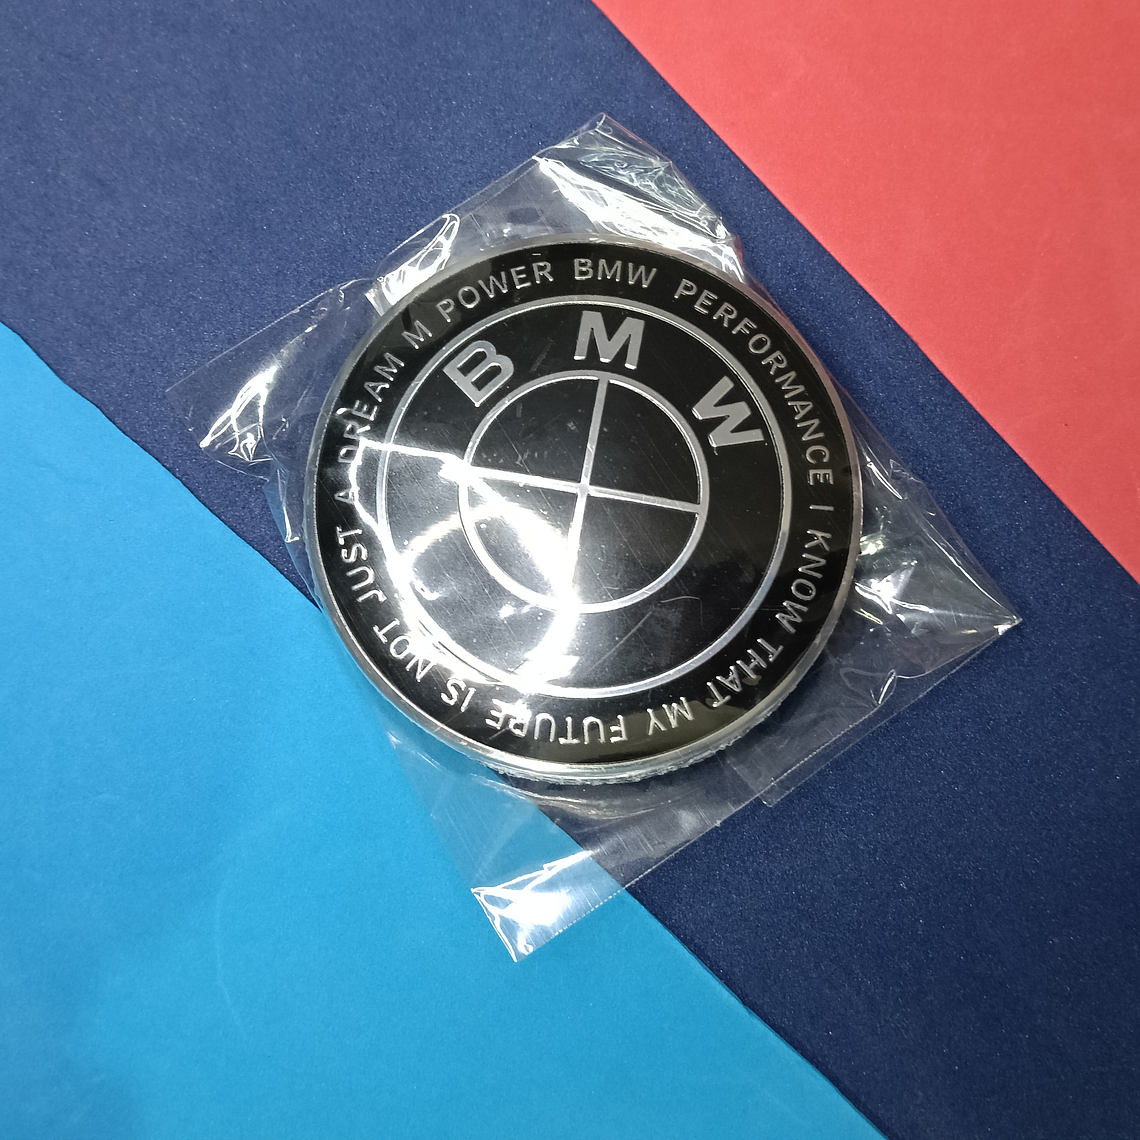 M POWER BMW PERFORMANCE I KNOW THAT MY FUTURE IS NOT JUST A DREAM
BMW